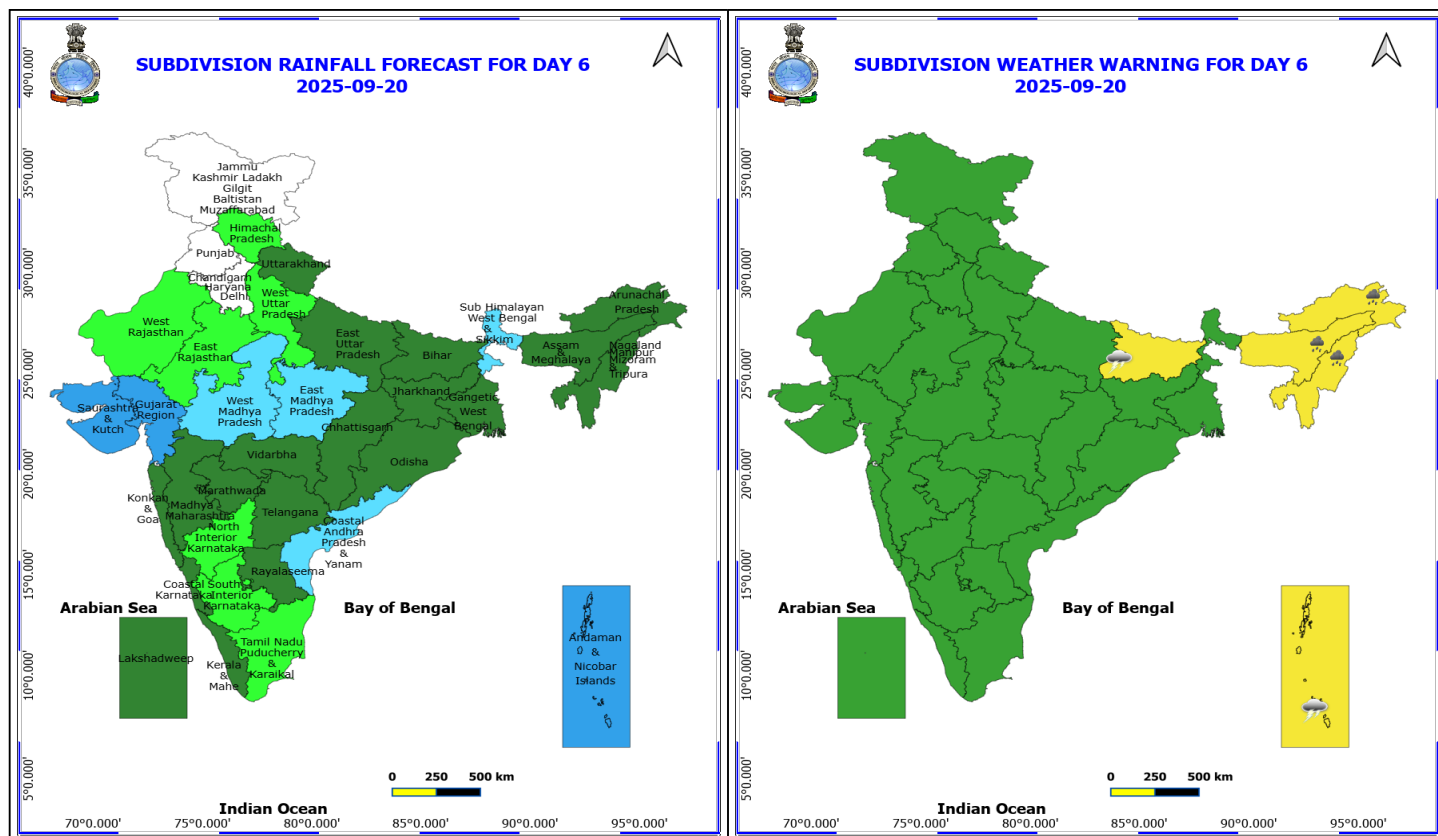 SUBDIVISION RAINFALL FORECAST FOR DAY 6
2025-09-20
40°0.000'
35°0.000'
30°0.000'
25°0.000'
20°0.000'
15°0.000'
10°0.000'
5°0.000'
Jammu
Kashmir Ladakh
Gilgit
Baltistan
Muzaffarabad
Himachal
Pradesh
Punjab
Uttarakhand
Chandigarh
Haryana
Delhi
West
Uttar
Pradesh
West
Rajasthan
East
Rajasthan
East
Uttar
Pradesh
Bihar
Sub Himalayan
West Bengal
&
Sikkim
Arunachal
Pradesh
Assam
&
Meghalaya
Nagaland
Manipur
Mizoram
&
Tripura
Saurashtra
&
Kutch
Gujarat
Region
West
Madhya
Pradesh
East
Madhya
Pradesh
Jharkhand
Gangetic
West
Bengal
Chhattisgarh
Vidarbha
Odisha
Konkan
&
Goa
Madhya
Maharashtra
Marathwada
Telangana
North
Interior
Karnataka
Coastal
Andhra
Pradesh
&
Yanam
Rayalaseema
Coastal
Karnataka
South
Interior
Karnataka
Arabian Sea
Bay of Bengal
Lakshadweep
Kerala
&
Mahe
Tamil Nadu
Puducherry
&
Karaikal
Andaman
&
Nicobar
Islands
0 250 500 km
Indian Ocean
70°0.000' 75°0.000' 80°0.000' 85°0.000' 90°0.000' 95°0.000'
SUBDIVISION WEATHER WARNING FOR DAY 6
2025-09-20
40°0.000'
35°0.000'
30°0.000'
25°0.000'
20°0.000'
15°0.000'
10°0.000'
5°0.000'
Arabian Sea
Bay of Bengal
0 250 500 km
Indian Ocean
70°0.000' 75°0.000' 80°0.000' 85°0.000' 90°0.000' 95°0.000'